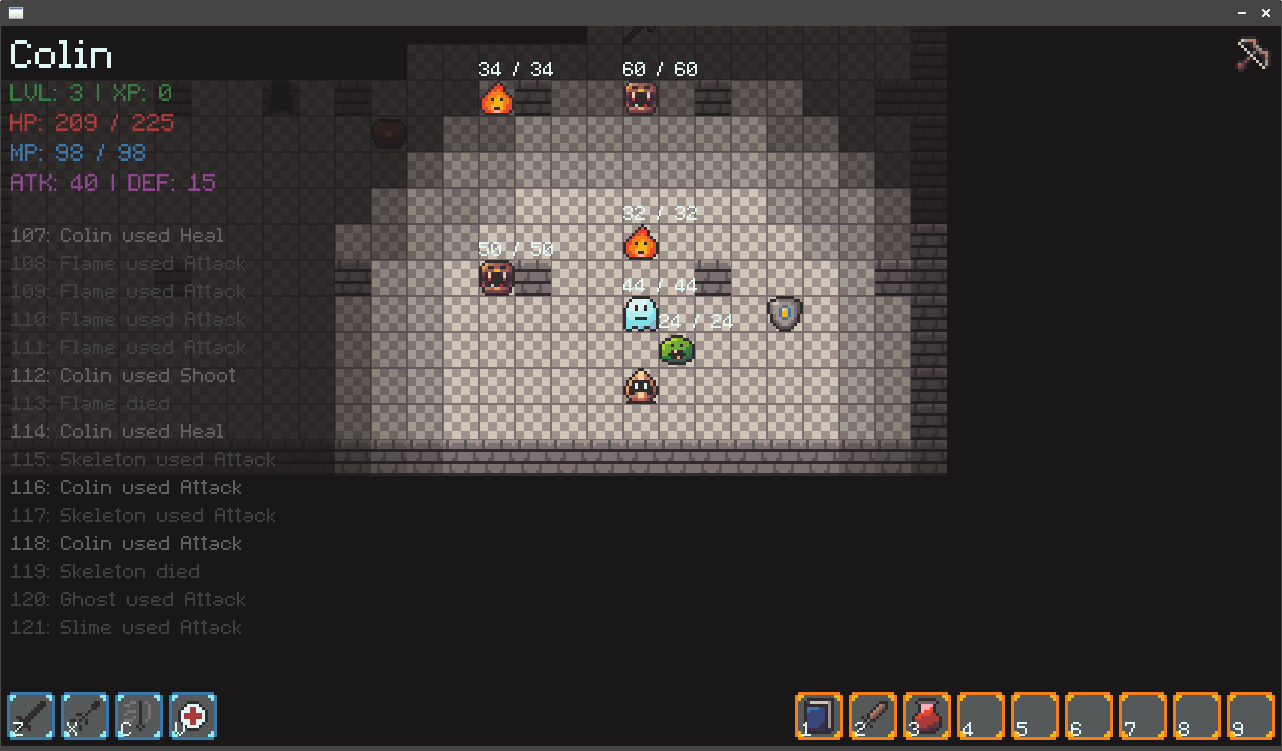 Colin
LVL: 3 | XP: 0
HP: 209 / 225
MP: 98 / 98
ATK: 40 | DEF: 15
34 / 34
60 / 60
32 / 32
50 / 50
44 / 44
24 / 24
107: Colin used Heal
108: Flame used Attack
109: Flame used Attack
110: Flame used Attack
111: Flame used Attack
112: Colin used Shoot
113: Flame died
114: Colin used Heal
115: Skeleton used Attack
116: Colin used Attack
117: Skeleton used Attack
118: Colin used Attack
119: Skeleton died
120: Ghost used Attack
121: Slime used Attack
Z X C V
1 2 3 4 5 6 7 8 9